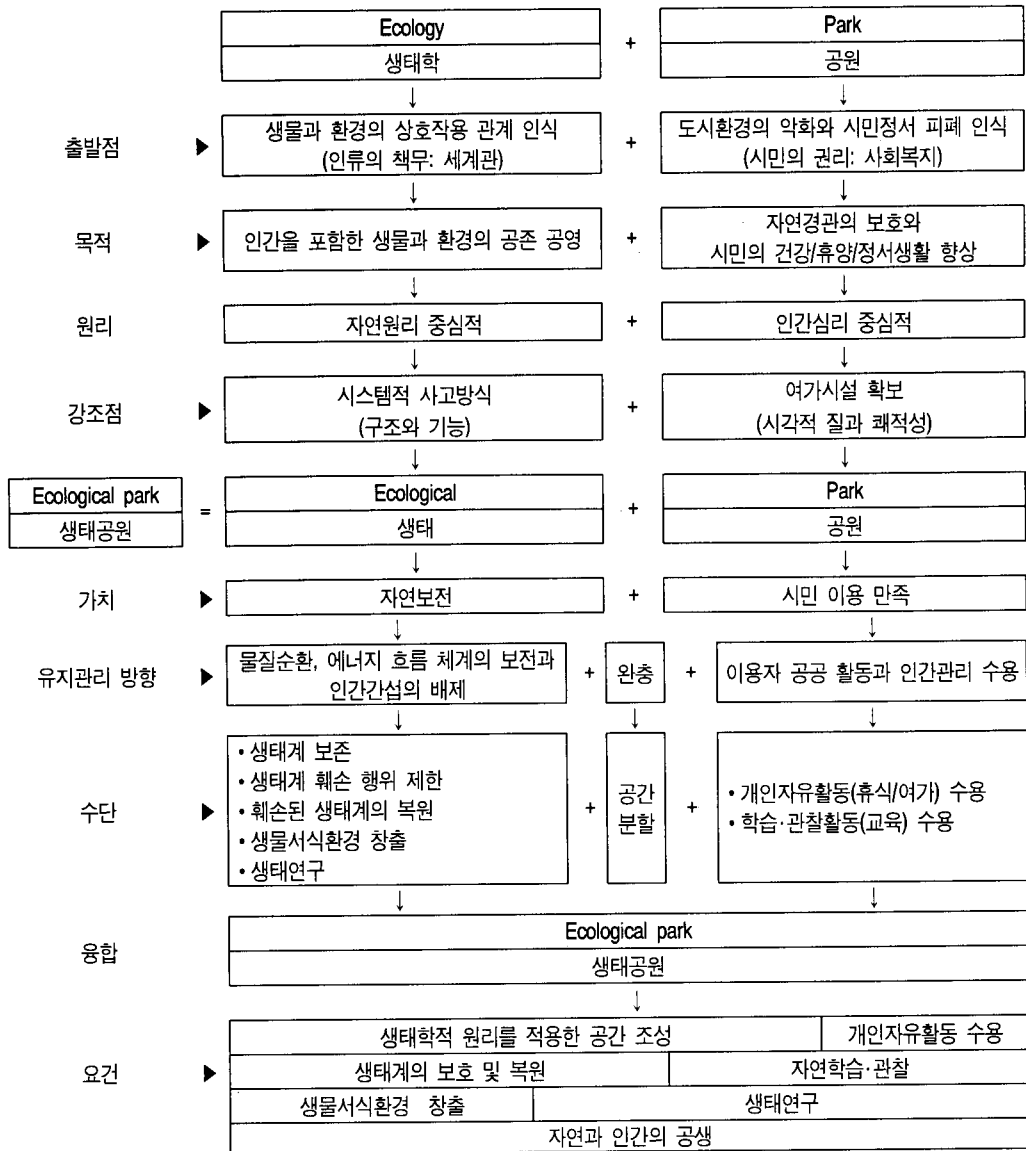 Ecology + Park
생태학 공원
출발점 ▶ 생물과 환경의 상호작용 관계 인식 + 도시환경의 악화와 시민정서 피폐 인식
(인류의 책무: 세계관) (시민의 권리: 사회복지)
목적 ▶ 인간을 포함한 생물과 환경의 공존 공영 + 자연경관의 보호와
시민의 건강/휴양/정서생활 향상
원리 자연원리 중심적 + 인간심리 중심적
강조점 ▶ 시스템적 사고방식 + 여가시설 확보
(구조와 기능) (시각적 질과 쾌적성)
Ecological park = Ecological + Park
생태공원 생태 공원
가치 ▶ 자연보전 + 시민 이용 만족
유지관리 방향 ▶ 물질순환, 에너지 흐름 체계의 보전과 + 완충 + 이용자 공공 활동과 인간관리 수용
인간간섭의 배제
수단 ▶ • 생태계 보존
• 생태계 훼손 행위 제한
• 훼손된 생태계의 복원
• 생물서식환경 창출
• 생태연구
+ 공간
분할 +
• 개인자유활동(휴식/여가) 수용
• 학습·관찰활동(교육) 수용
융합 Ecological park
생태공원
요건 ▶ 생태학적 원리를 적용한 공간 조성 개인자유활동 수용
생태계의 보호 및 복원 자연학습·관찰
생물서식환경 창출 생태연구
자연과 인간의 공생